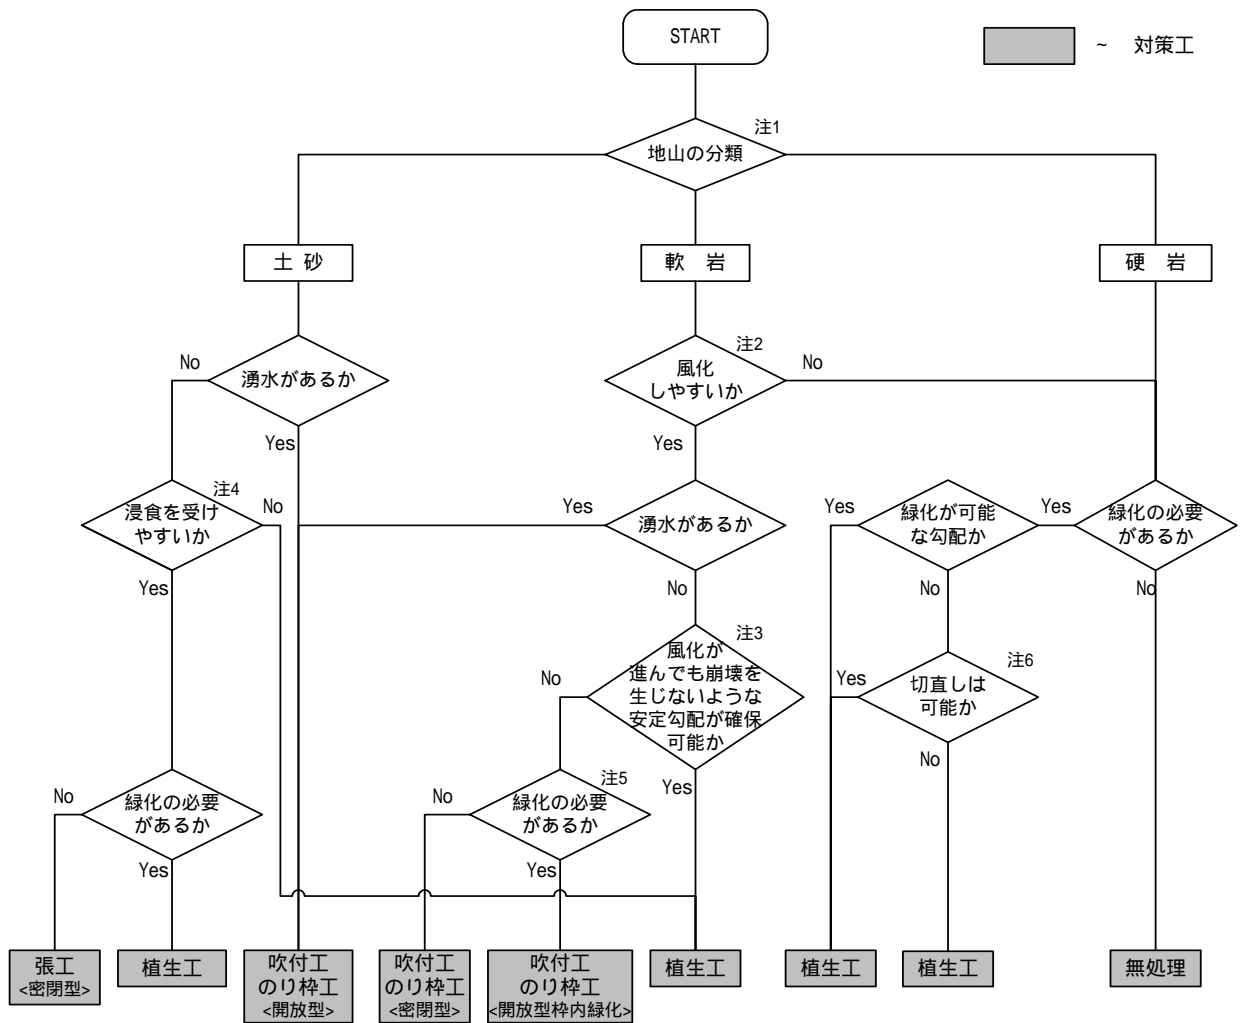 START
~ 対策工
注1
地山の分類
土 砂
軟 岩
硬 岩
No
湧水があるか
注2
風化
しやすいか
No
Yes
Yes
注4
浸食を受け
やすいか
No
Yes
湧水があるか
Yes
緑化が可能
な勾配か
Yes
緑化の必要
があるか
Yes
No
No
No
注3
風化が
進んでも崩壊を
生じないような
安定勾配が確保
可能か
No
Yes
注6
切直しは
可能か
No
Yes
No
緑化の必要
があるか
Yes
No
注5
緑化の必要
があるか
Yes
張工
<密閉型>
植生工
吹付工
のり枠工
<開放型>
吹付工
のり枠工
<密閉型>
吹付工
のり枠工
<開放型枠内緑化>
植生工
植生工
植生工
無処理